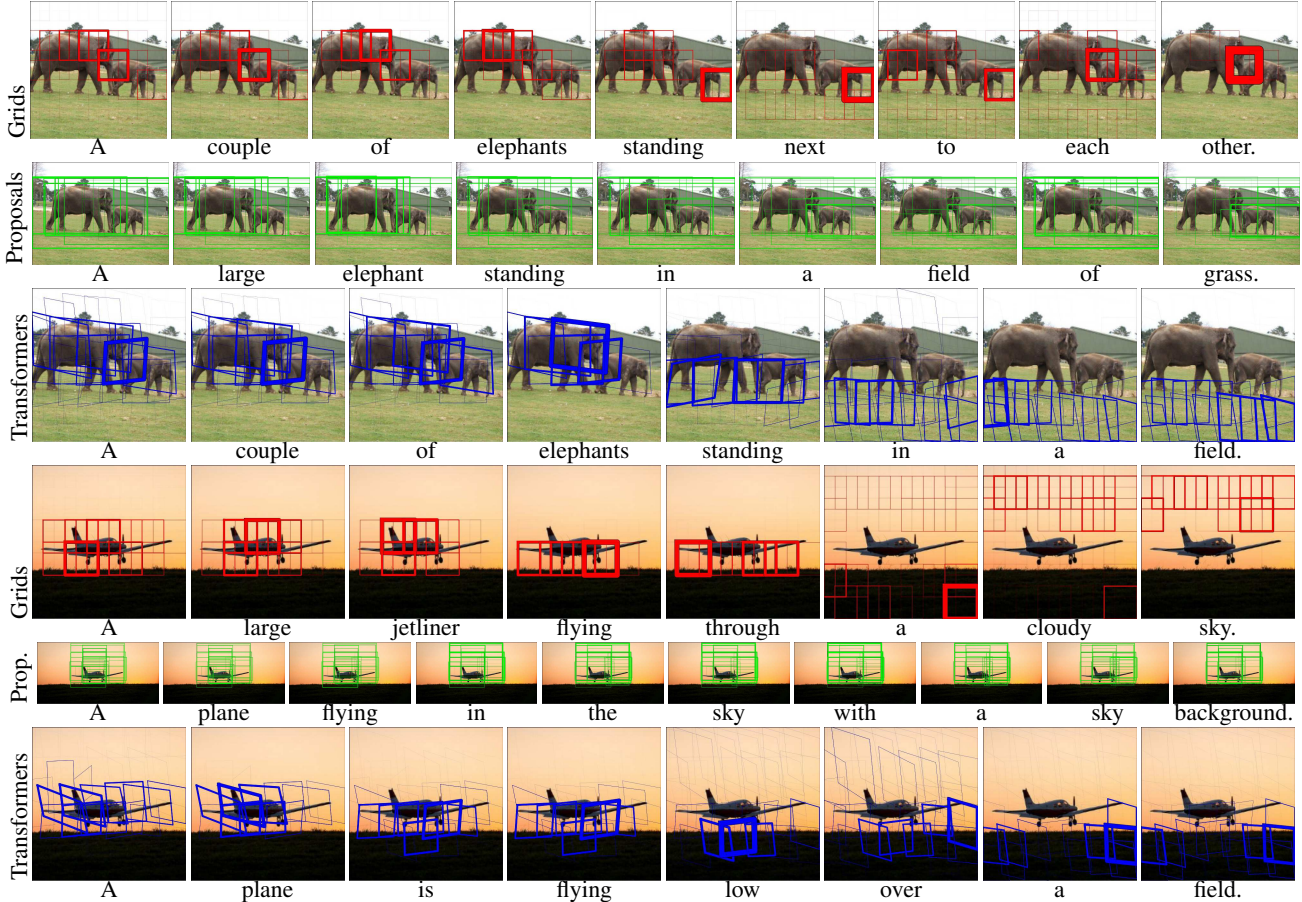 Grids
A couple of elephants standing next to each other.
Proposals
A large elephant standing in a field of grass.
Transformers
A couple of elephants standing in a field.
Grids
A large jetliner flying through a cloudy sky.
Prop.
A plane flying in the sky with a sky background.
Transformers
A plane is flying low over a field.